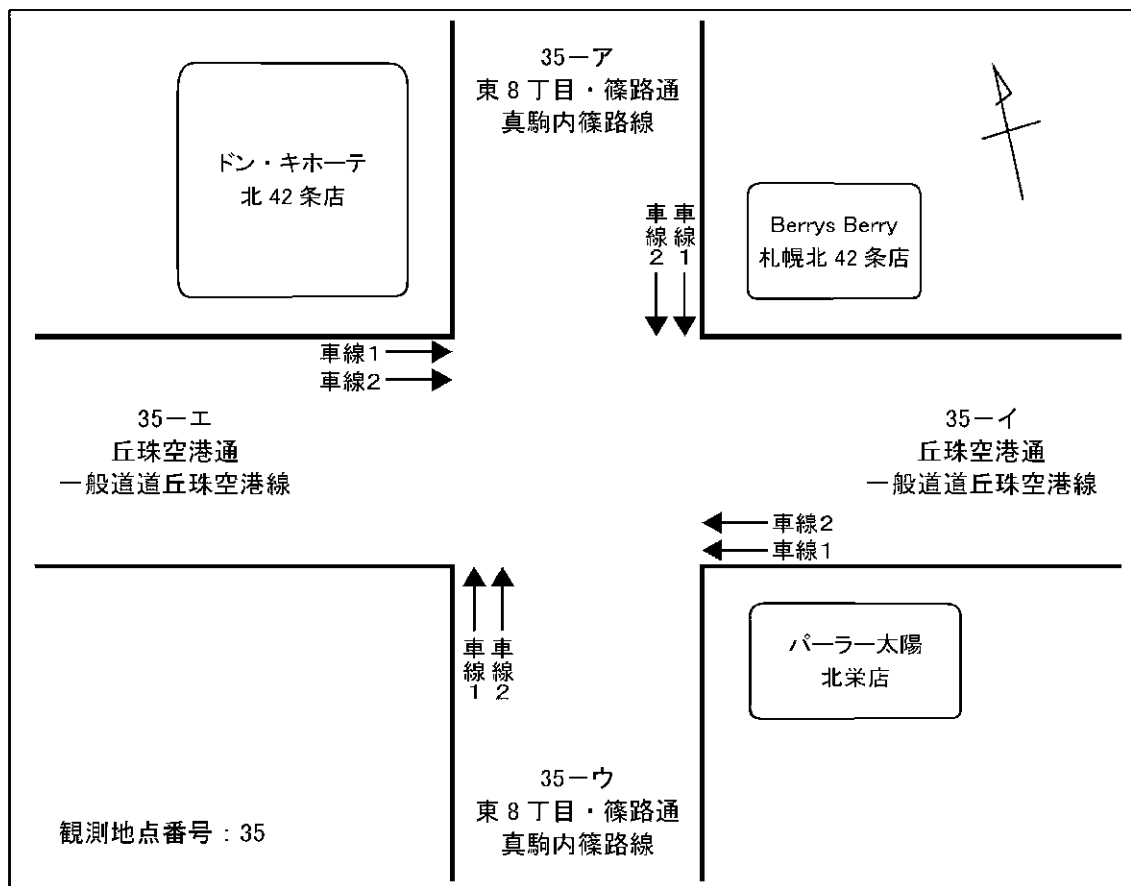 35ーア
東8丁目・篠路通
真駒内篠路線
ドン・キホーテ
北42条店
車線2
車線1
Berrys Berry
札幌北42条店
車線1
車線2
35ーエ
丘珠空港通
一般道道丘珠空港線
35ーイ
丘珠空港通
一般道道丘珠空港線
車線2
車線1
車線1
車線2
パーラー太陽
北栄店
35ーウ
東8丁目・篠路通
真駒内篠路線
観測地点番号：35